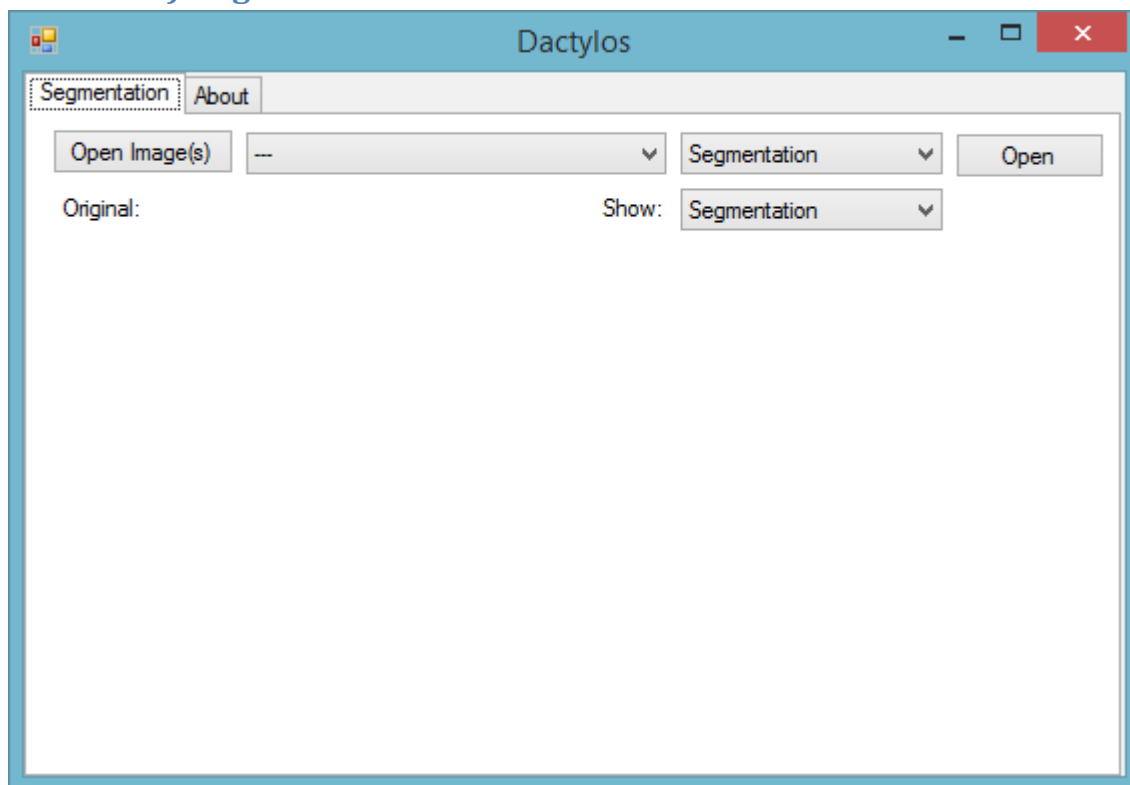 Dactylos
Segmentation About
Open Image(s) --- Segmentation Open
Original: Show: Segmentation